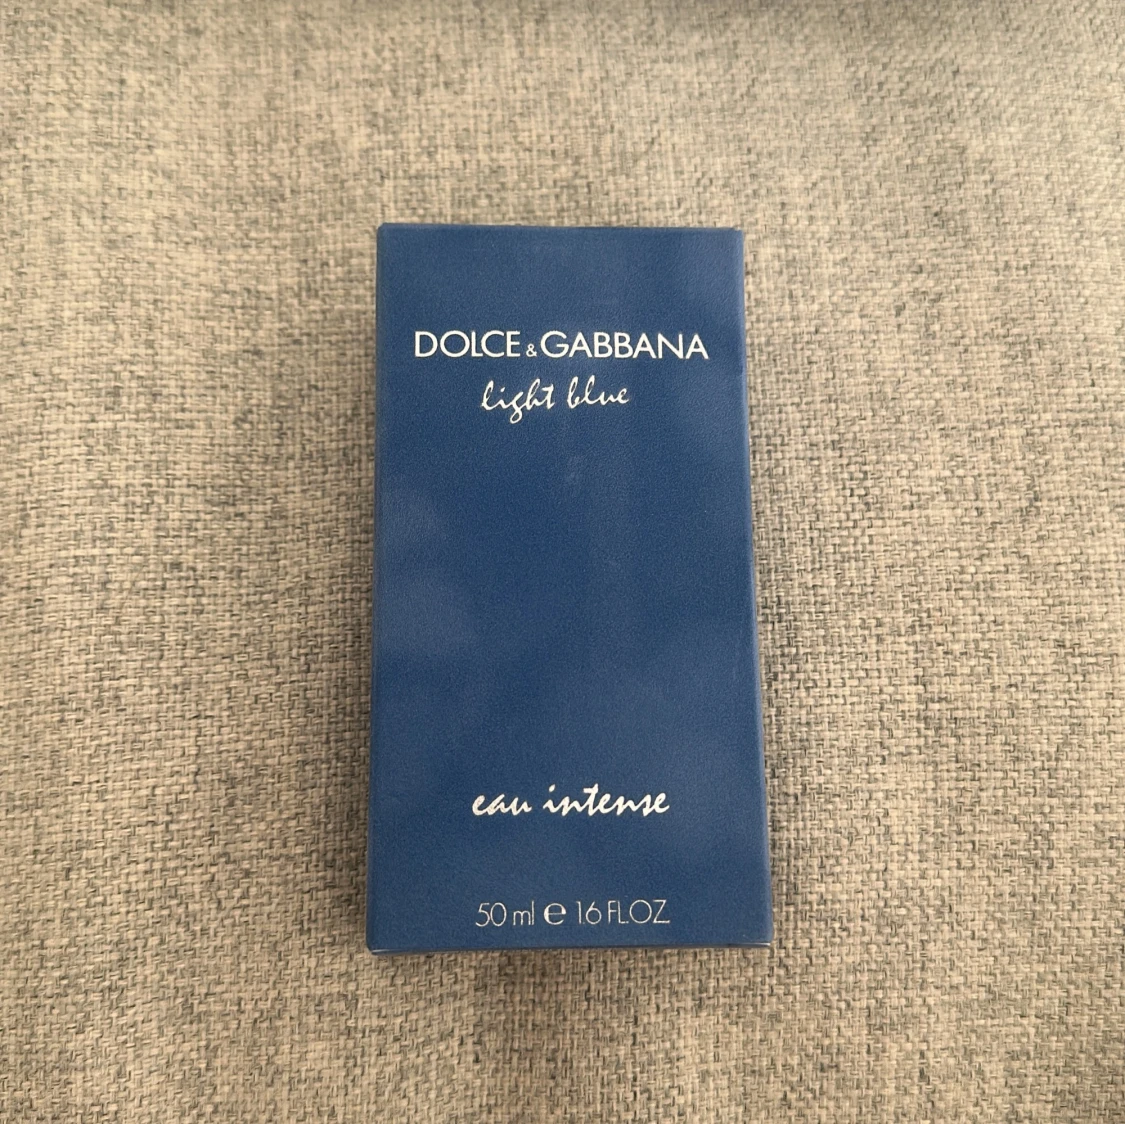 DOLCE & GABBANA
light blue
eau intense
50 ml ℮ 1.6 FL.OZ